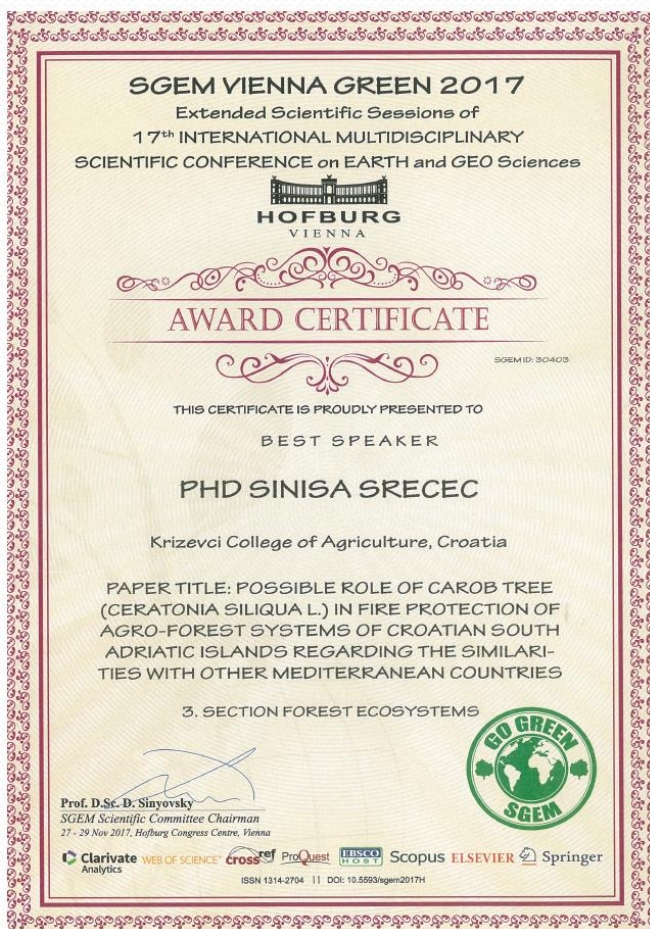 SGEM VIENNA GREEN 2017
Extended Scientific Sessions of
17th INTERNATIONAL MULTIDISCIPLINARY
SCIENTIFIC CONFERENCE on EARTH and GEO Sciences
HOFBURG
VIENNA
AWARD CERTIFICATE
SGEM ID: 30403
THIS CERTIFICATE IS PROUDLY PRESENTED TO
BEST SPEAKER
PHD SINISA SRECEC
Krizevci College of Agriculture, Croatia
PAPER TITLE: POSSIBLE ROLE OF CAROB TREE
(CERATONIA SILIQUA L.) IN FIRE PROTECTION OF
AGRO-FOREST SYSTEMS OF CROATIAN SOUTH
ADRIATIC ISLANDS REGARDING THE SIMILARI-
TIES WITH OTHER MEDITERRANEAN COUNTRIES
3. SECTION FOREST ECOSYSTEMS
GO GREEN
SGEM
Prof. D.Sc. D. Sinyovsky
SGEM Scientific Committee Chairman
27 - 29 Nov 2017, Hofburg Congress Centre, Vienna
Clarivate Analytics WEB OF SCIENCE™ crossref ProQuest EBSCO HOST Scopus ELSEVIER Springer
ISSN 1314-2704 || DOI: 10.5593/sgem2017H